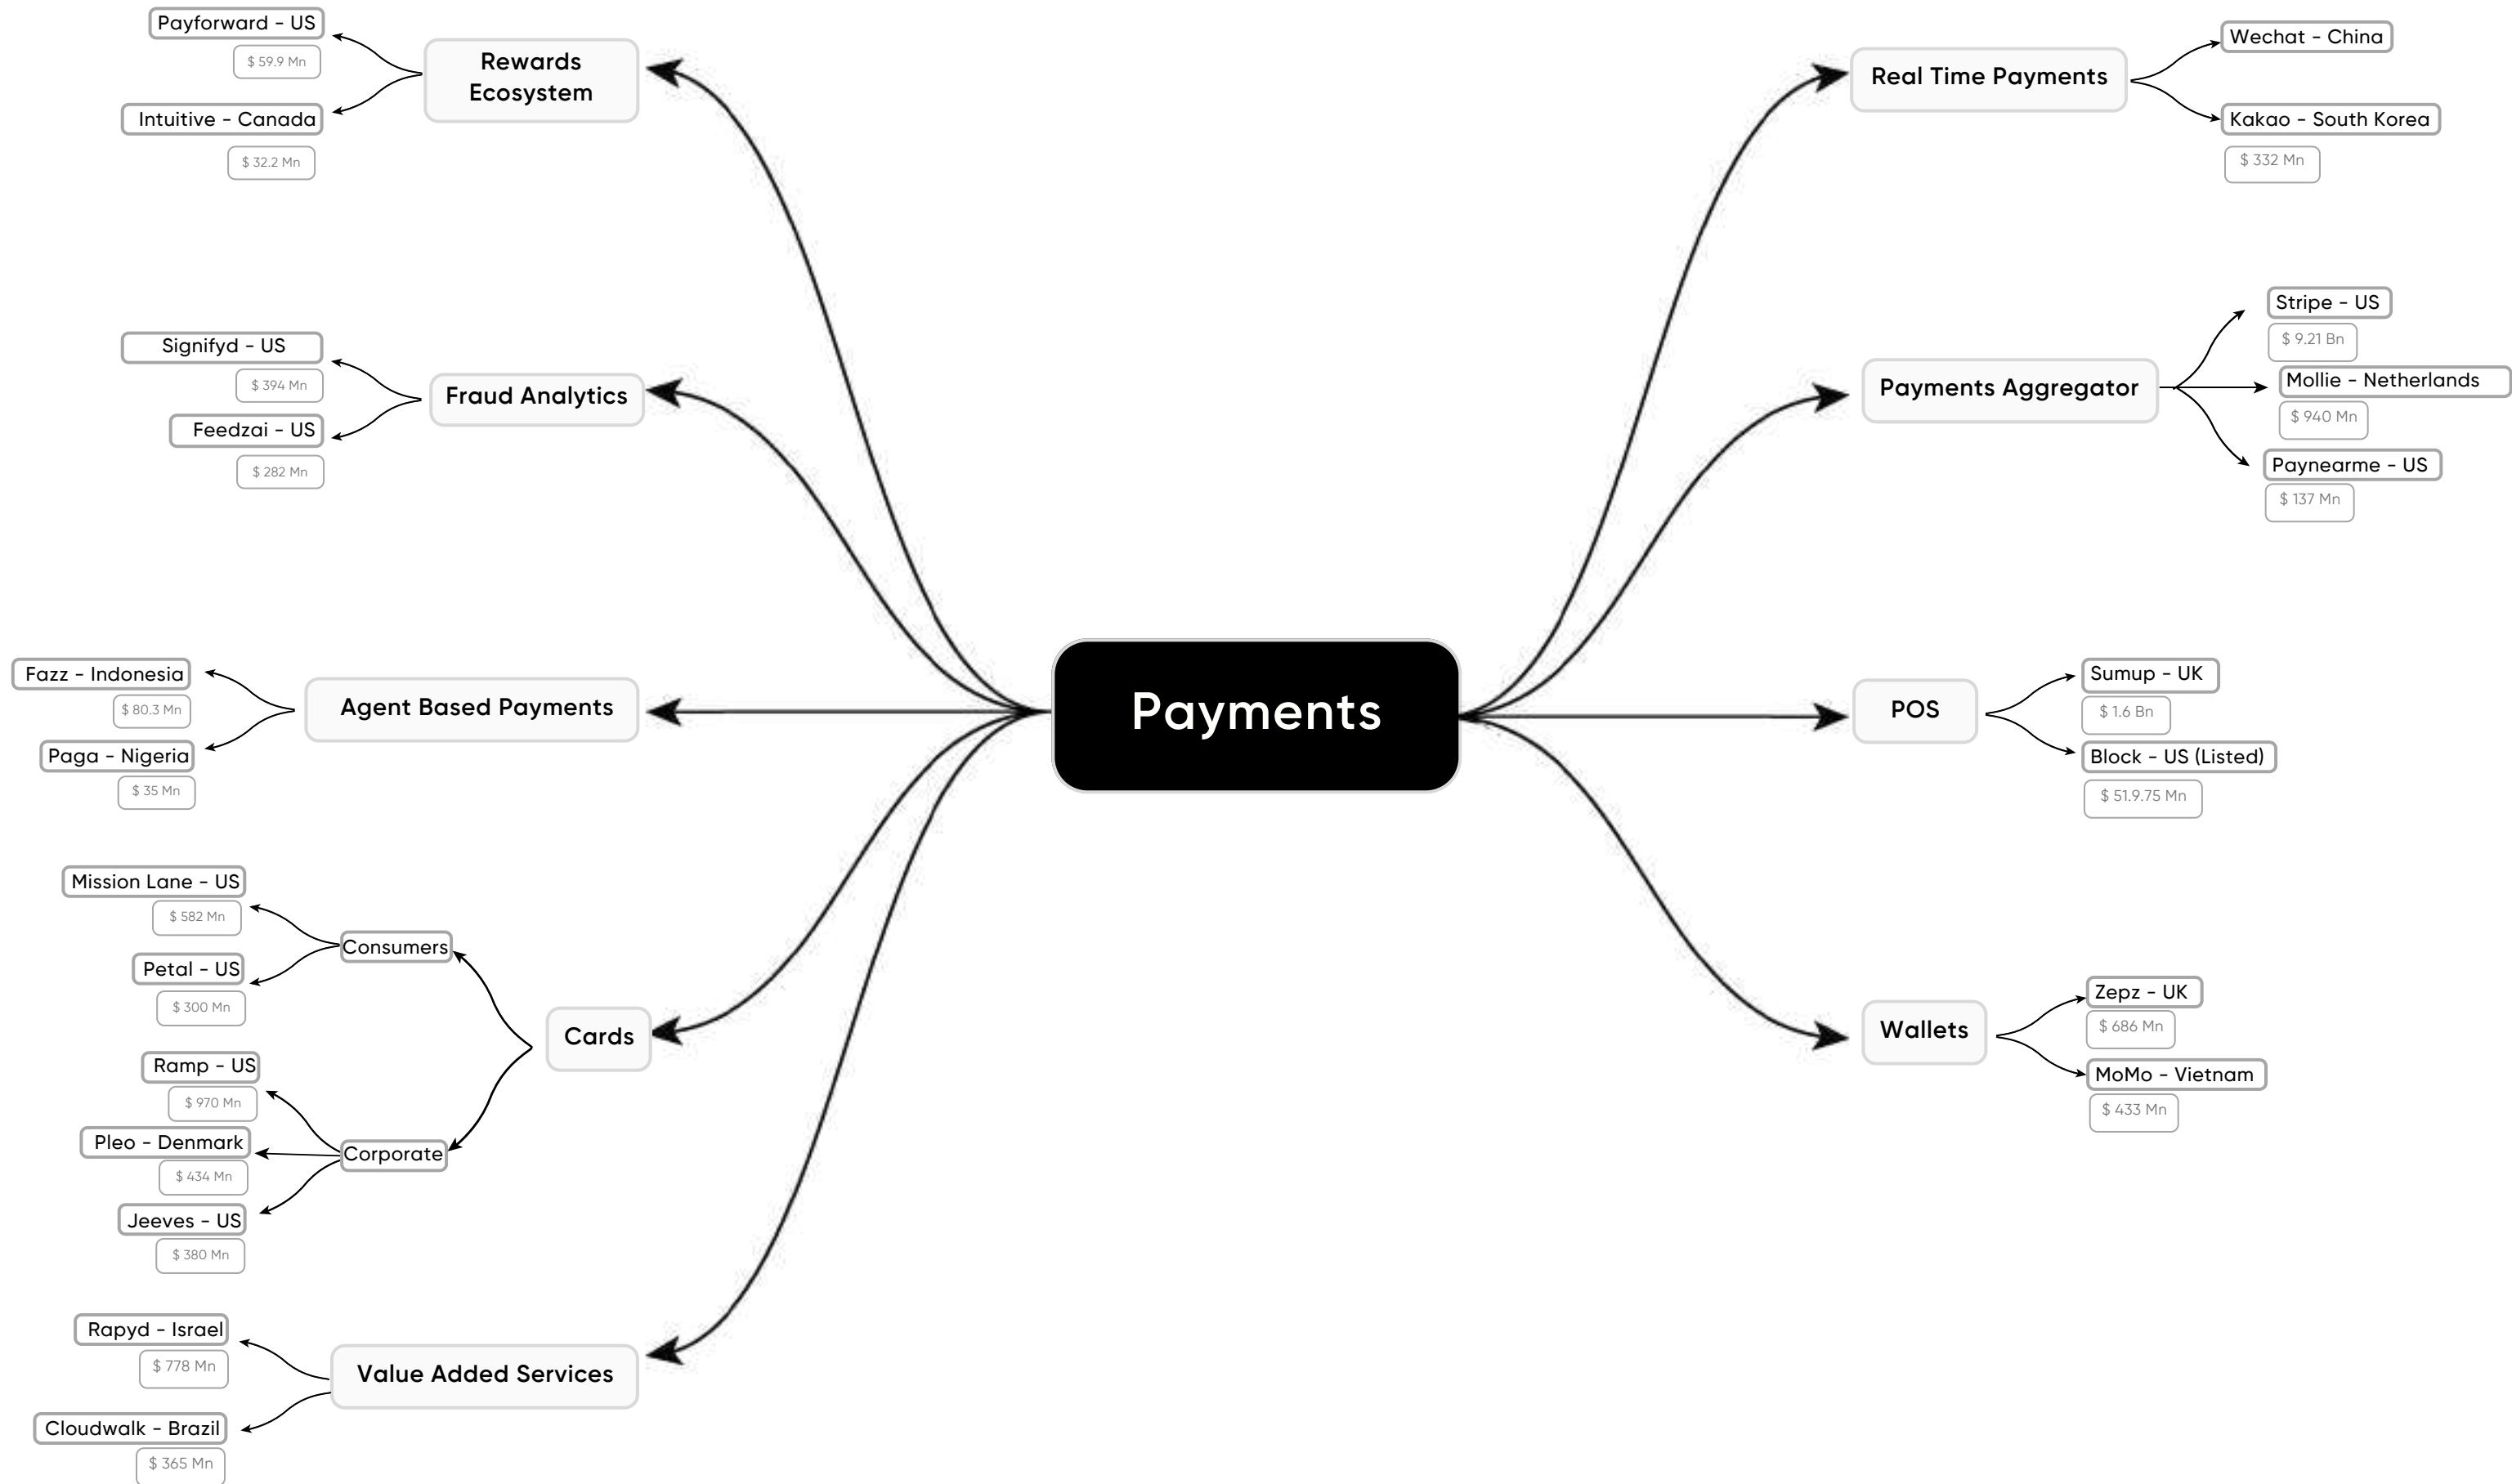 Payments
Rewards
Ecosystem
Payforward - US
$ 59.9 Mn
Intuitive - Canada
$ 32.2 Mn
Fraud Analytics
Signifyd - US
$ 394 Mn
Feedzai - US
$ 282 Mn
Agent Based Payments
Fazz - Indonesia
$ 80.3 Mn
Paga - Nigeria
$ 35 Mn
Cards
Consumers
Mission Lane - US
$ 582 Mn
Petal - US
$ 300 Mn
Corporate
Ramp - US
$ 970 Mn
Pleo - Denmark
$ 434 Mn
Jeeves - US
$ 380 Mn
Value Added Services
Rapyd - Israel
$ 778 Mn
Cloudwalk - Brazil
$ 365 Mn
Real Time Payments
Wechat - China
Kakao - South Korea
$ 332 Mn
Payments Aggregator
Stripe - US
$ 9.21 Bn
Mollie - Netherlands
$ 940 Mn
Paynearme - US
$ 137 Mn
POS
Sumup - UK
$ 1.6 Bn
Block - US (Listed)
$ 51.9.75 Mn
Wallets
Zepz - UK
$ 686 Mn
MoMo - Vietnam
$ 433 Mn